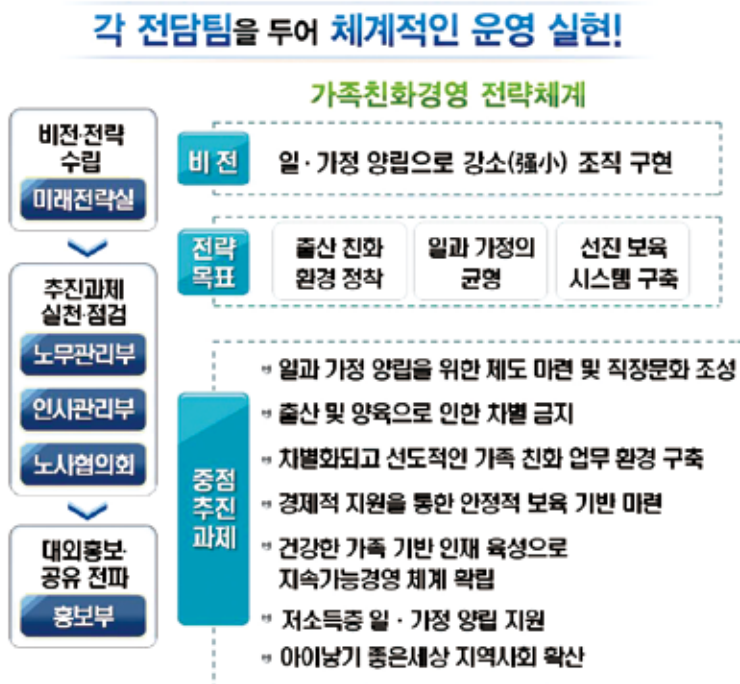 각 전담팀을 두어 체계적인 운영 실현!
가족친화경영 전략체계
비전·전략
수립
미래전략실
추진과제
실천·점검
노무관리부
인사관리부
노사협의회
대외홍보·
공유 전파
홍보부
비 전
일 · 가정 양립으로 강소(强小) 조직 구현
전략
목표
출산 친화
환경 정착
일과 가정의
균형
선진 보육
시스템 구축
중점
추진
과제
" 일과 가정 양립을 위한 제도 마련 및 직장문화 조성
" 출산 및 양육으로 인한 차별 금지
" 차별화되고 선도적인 가족 친화 업무 환경 구축
" 경제적 지원을 통한 안정적 보육 기반 마련
" 건강한 가족 기반 인재 육성으로
지속가능경영 체계 확립
" 저소득층 일 · 가정 양립 지원
" 아이낳기 좋은세상 지역사회 확산